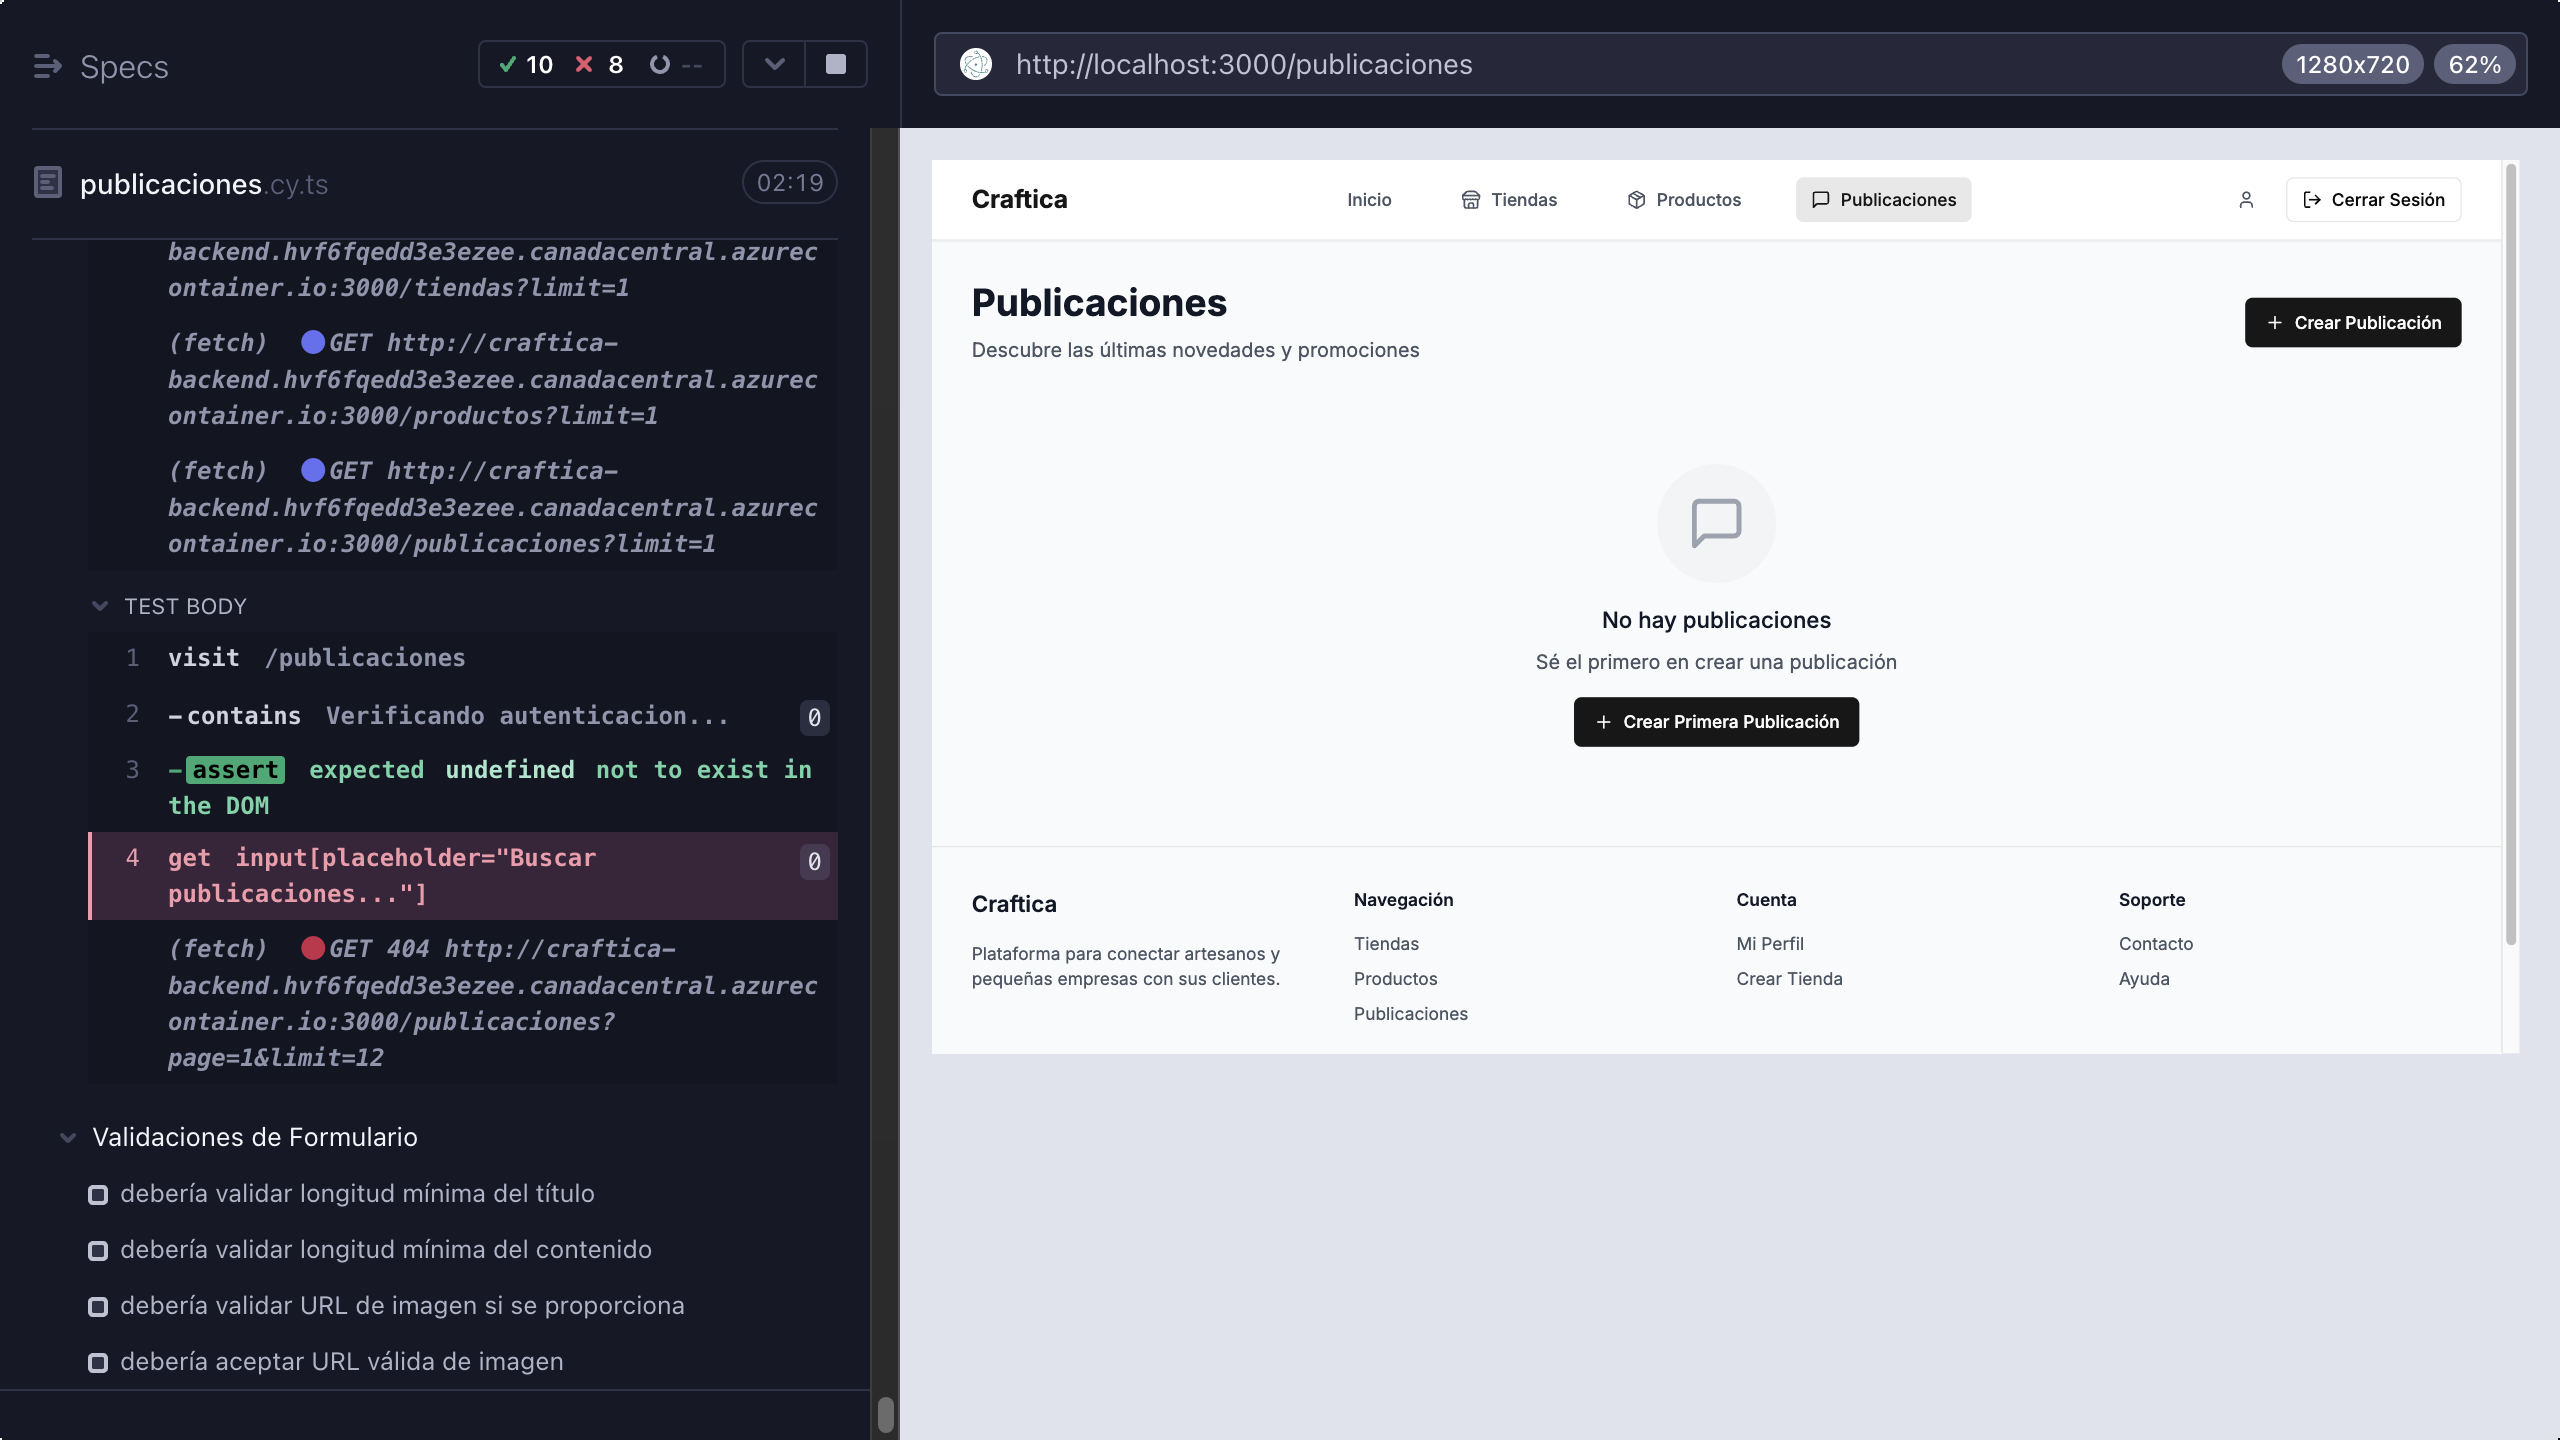 Specs
10 8 --
publicaciones.cy.ts
02:19
backend.hvf6fqedd3e3ezee.canadacentral.azurec
ontainer.io:3000/tiendas?limit=1
(fetch) GET http://craftica-
backend.hvf6fqedd3e3ezee.canadacentral.azurec
ontainer.io:3000/productos?limit=1
(fetch) GET http://craftica-
backend.hvf6fqedd3e3ezee.canadacentral.azurec
ontainer.io:3000/publicaciones?limit=1
TEST BODY
1 visit /publicaciones
2 -contains Verificando autenticacion... 0
3 -assert expected undefined not to exist in
the DOM
4 get input[placeholder="Buscar 0
publicaciones..."]
(fetch) GET 404 http://craftica-
backend.hvf6fqedd3e3ezee.canadacentral.azurec
ontainer.io:3000/publicaciones?
page=1&limit=12
Validaciones de Formulario
debería validar longitud mínima del título
debería validar longitud mínima del contenido
debería validar URL de imagen si se proporciona
debería aceptar URL válida de imagen
http://localhost:3000/publicaciones
1280x720 62%
Craftica
Inicio
Tiendas
Productos
Publicaciones
Cerrar Sesión
Publicaciones
Descubre las últimas novedades y promociones
+ Crear Publicación
No hay publicaciones
Sé el primero en crear una publicación
+ Crear Primera Publicación
Craftica
Plataforma para conectar artesanos y
pequeñas empresas con sus clientes.
Navegación
Tiendas
Productos
Publicaciones
Cuenta
Mi Perfil
Crear Tienda
Soporte
Contacto
Ayuda